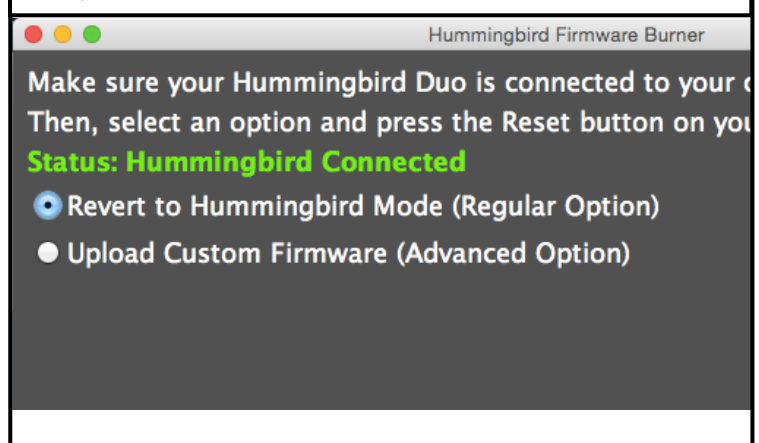 Hummingbird Firmware Burner
Make sure your Hummingbird Duo is connected to your
Then, select an option and press the Reset button on
Status: Hummingbird Connected
Revert to Hummingbird Mode (Regular Option)
Upload Custom Firmware (Advanced Option)